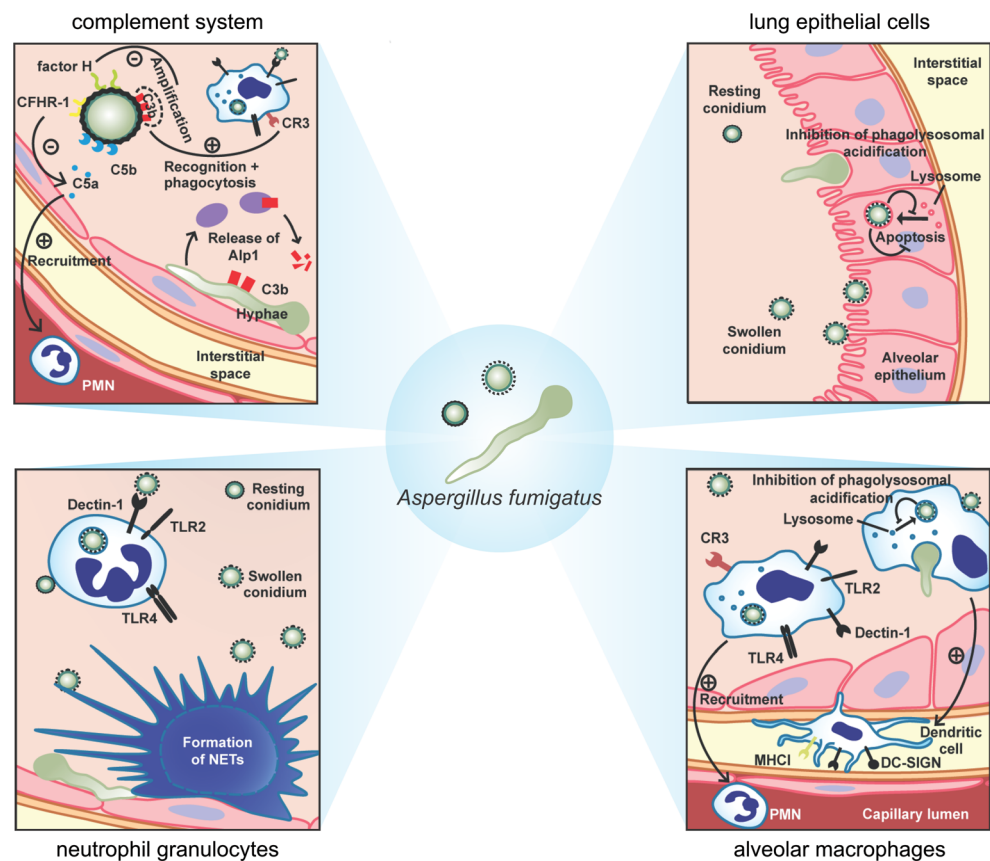 complement system
factor H
Amplification
CFHR-1
C3b
CR3
C5b
Recognition +
phagocytosis
C5a
Release of
Alp1
Recruitment
C3b
Hyphae
Interstitial
space
PMN
lung epithelial cells
Interstitial
space
Resting
conidium
Inhibition of phagolysosomal
acidification
Lysosome
Apoptosis
Swollen
conidium
Alveolar
epithelium
Aspergillus fumigatus
Dectin-1
Resting
conidium
TLR2
Swollen
conidium
TLR4
Formation
of NETs
neutrophil granulocytes
Inhibition of phagolysosomal
acidification
Lysosome
CR3
TLR2
Dectin-1
TLR4
Recruitment
Dendritic
cell
MHCI
DC-SIGN
PMN
Capillary lumen
alveolar macrophages